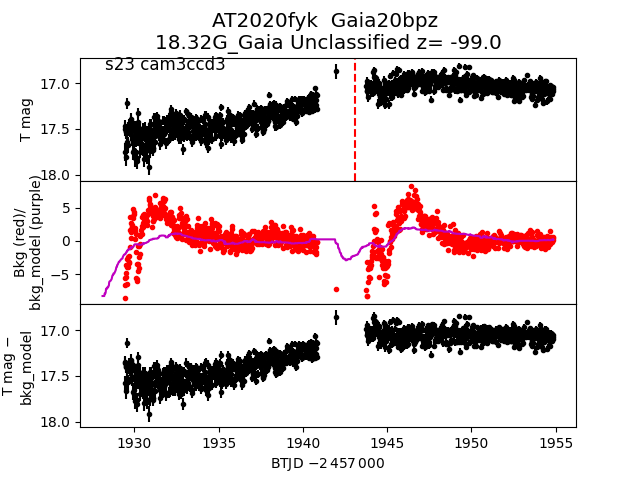 AT2020fyk  Gaia20bpz
18.32G_Gaia Unclassified z= -99.0
s23 cam3ccd3
T mag
17.0
17.5
18.0
Bkg (red)/
bkg_model (purple)
5
0
−5
T mag −
bkg_model
17.0
17.5
18.0
1930
1935
1940
1945
1950
1955
BTJD −2 457 000